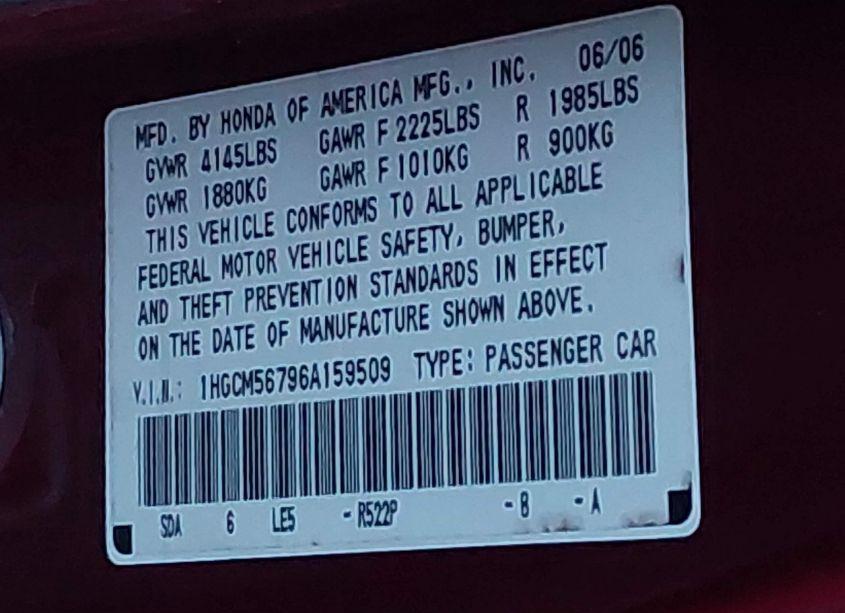 MFD. BY HONDA OF AMERICA MFG., INC. 06/06
GVWR 4145LBS GAWR F 2225LBS R 1985LBS
GVWR 1880KG GAWR F 1010KG R 900KG
THIS VEHICLE CONFORMS TO ALL APPLICABLE
FEDERAL MOTOR VEHICLE SAFETY, BUMPER,
AND THEFT PREVENTION STANDARDS IN EFFECT
ON THE DATE OF MANUFACTURE SHOWN ABOVE.
V.I.N.: 1HGCM56796A159509 TYPE: PASSENGER CAR
SDA 6 LE5 - R522P - B - A